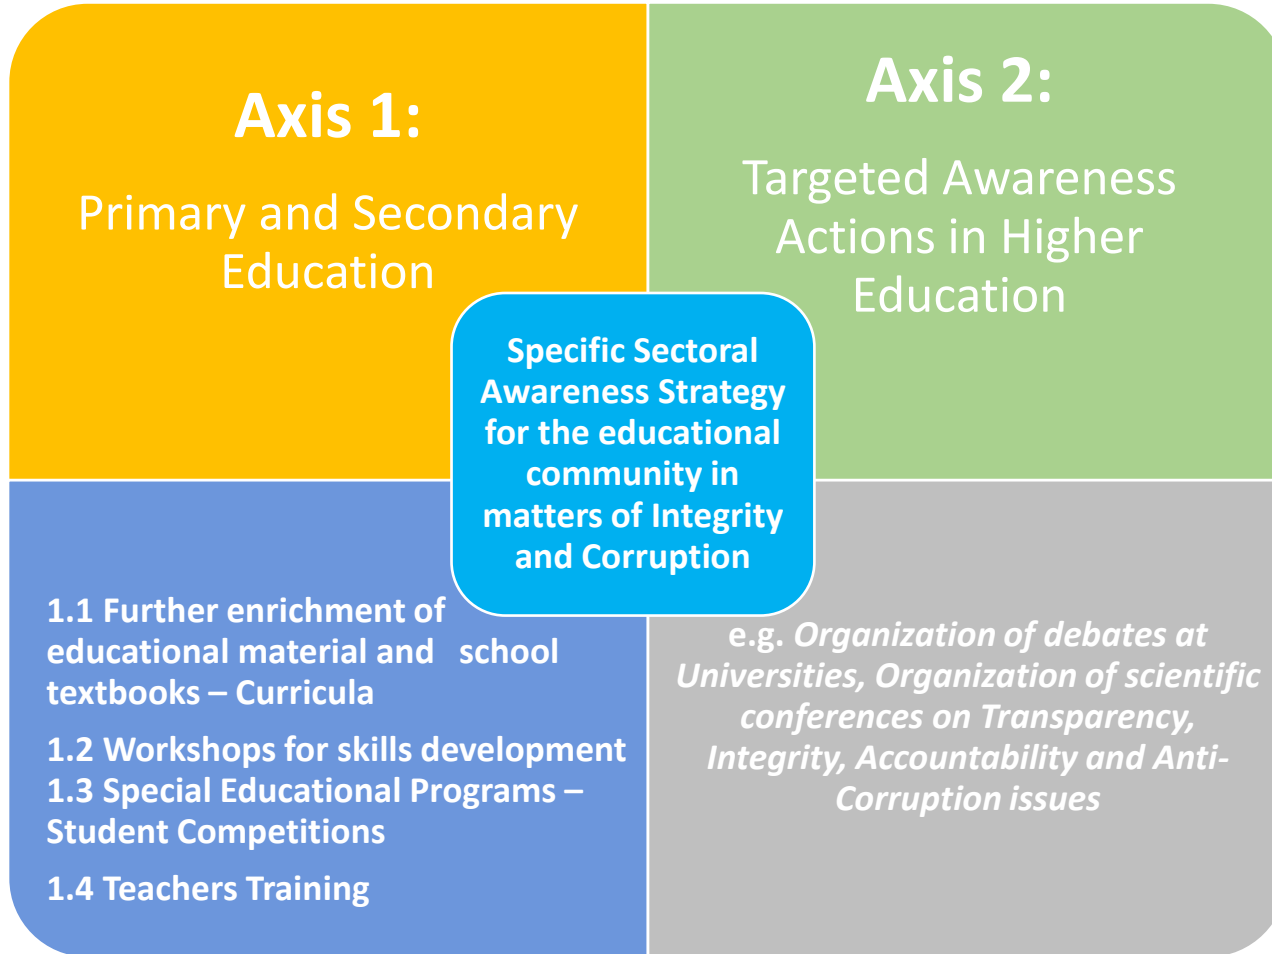 Axis 1:
Primary and Secondary
Education
Axis 2:
Targeted Awareness
Actions in Higher
Education
Specific Sectoral
Awareness Strategy
for the educational
community in
matters of Integrity
and Corruption
1.1 Further enrichment of
educational material and   school
textbooks – Curricula
1.2 Workshops for skills development
1.3 Special Educational Programs –
Student Competitions
1.4 Teachers Training
e.g. Organization of debates at
Universities, Organization of scientific
conferences on Transparency,
Integrity, Accountability and Anti-
Corruption issues